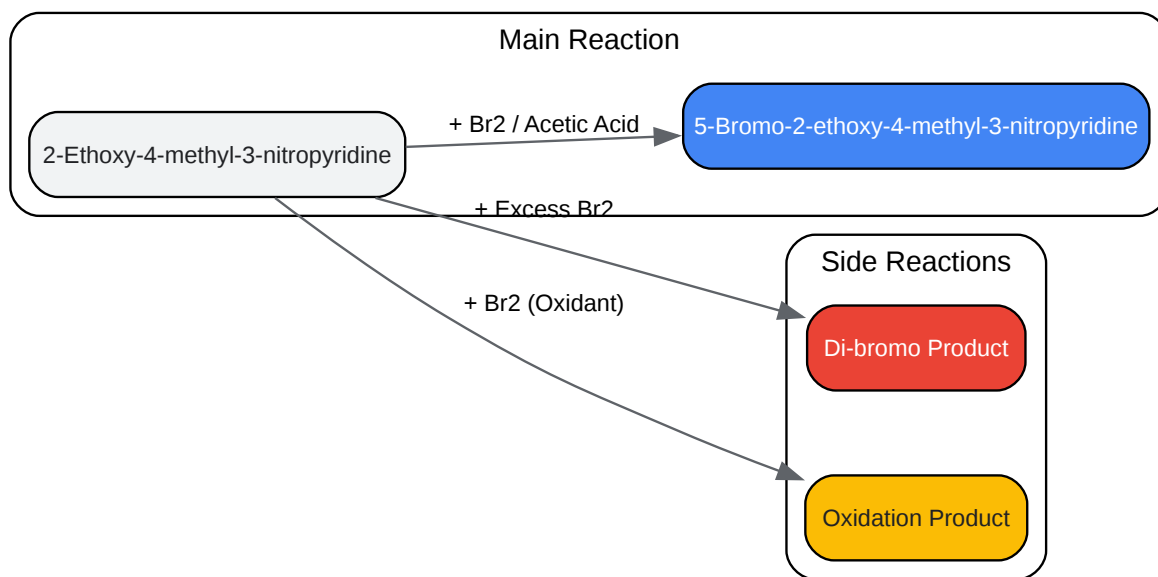 Main Reaction
2-Ethoxy-4-methyl-3-nitropyridine
+ Br2 / Acetic Acid
5-Bromo-2-ethoxy-4-methyl-3-nitropyridine
+ Excess Br2
Side Reactions
+ Br2 (Oxidant)
Di-bromo Product
Oxidation Product